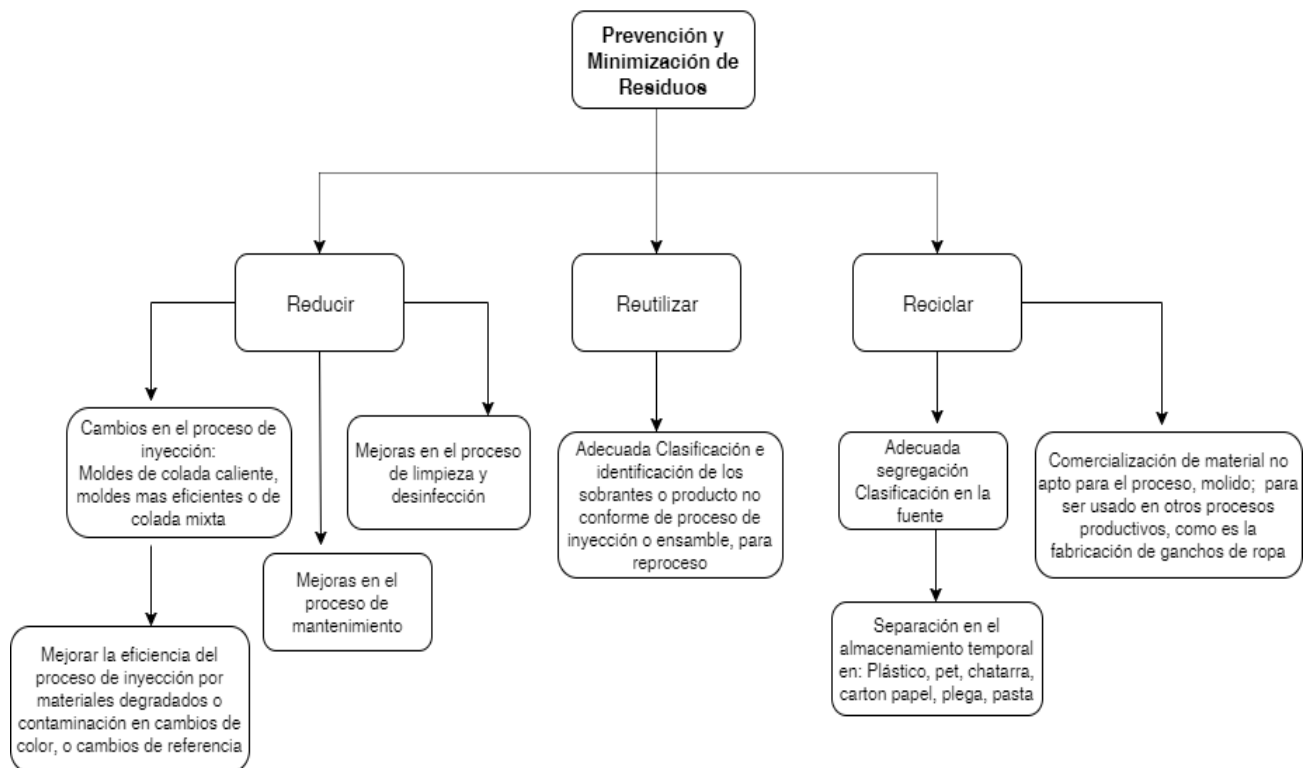 Prevención y
Minimización de
Residuos
Reducir
Reutilizar
Reciclar
Cambios en el proceso de
inyección:
Moldes de colada caliente,
moldes mas eficientes o de
colada mixta
Mejoras en el proceso
de limpieza y
desinfección
Adecuada Clasificación e
identificación de los
sobrantes o producto no
conforme de proceso de
inyección o ensamble, para
reproceso
Adecuada
segregación
Clasificación en la
fuente
Comercialización de material no
apto para el proceso, molido; para
ser usado en otros procesos
productivos, como es la
fabricación de ganchos de ropa
Mejoras en el
proceso de
mantenimiento
Mejorar la eficiencia del
proceso de inyección por
materiales degradados o
contaminación en cambios de
color, o cambios de referencia
Separación en el
almacenamiento temporal
en: Plástico, pet, chatarra,
carton papel, plega, pasta